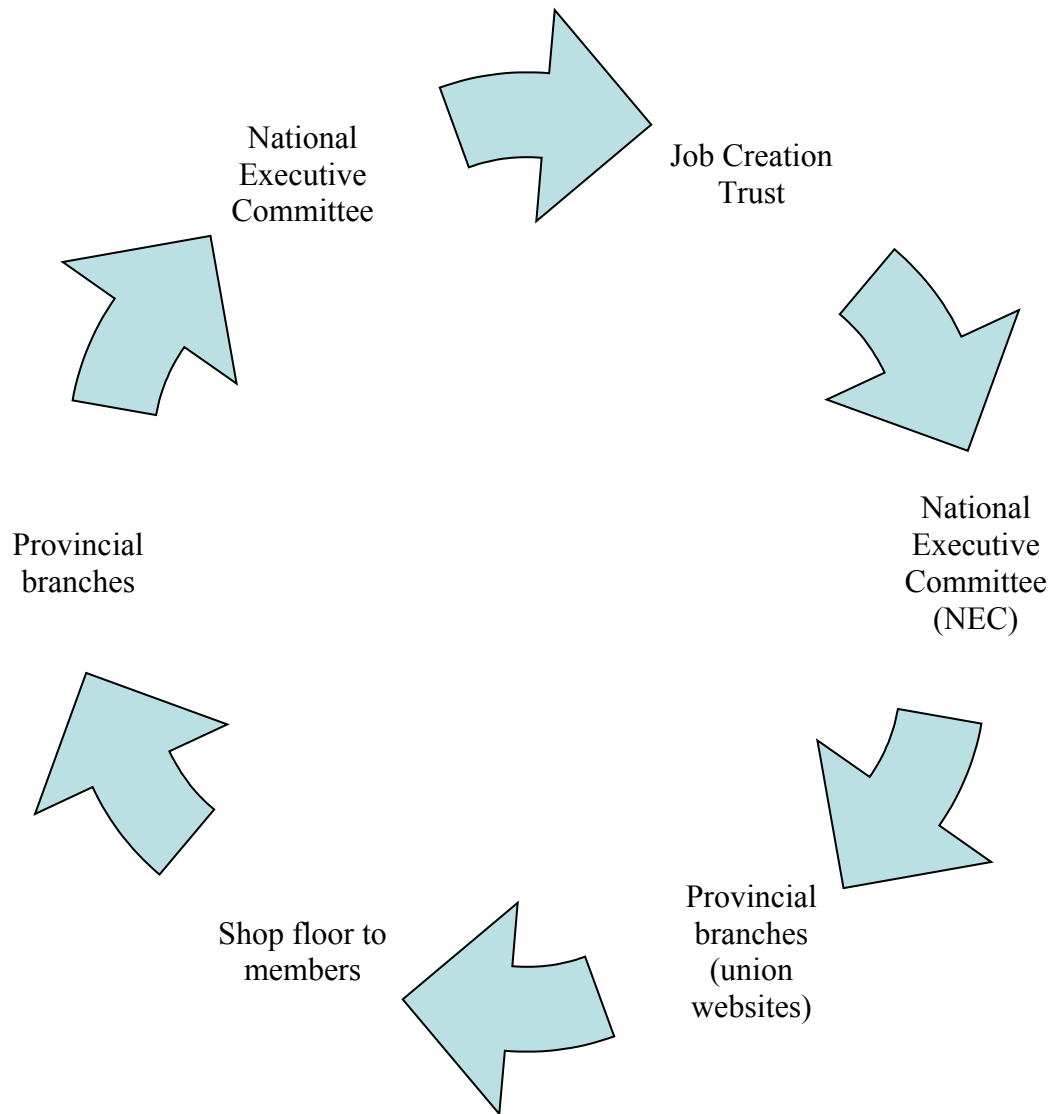 National
Executive
Committee
Job Creation
Trust
National
Executive
Committee
(NEC)
Provincial
branches
(union
websites)
Shop floor to
members
Provincial
branches